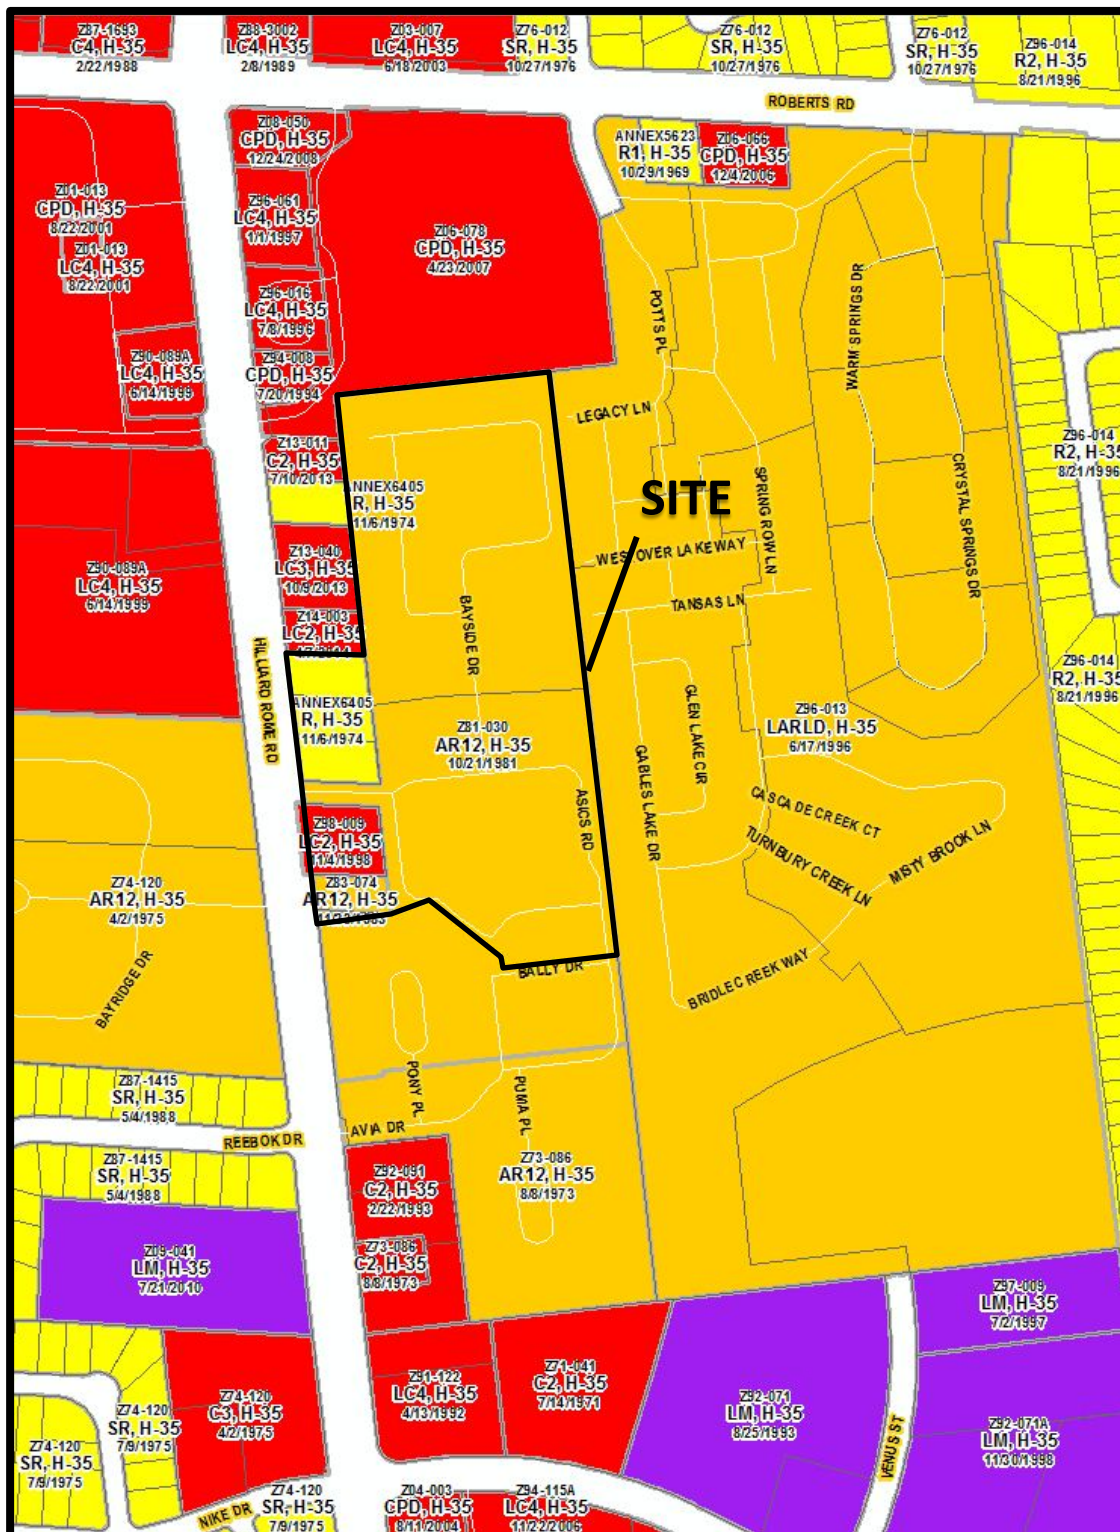 Z87-1693
C4, H-35
2/22/1988
Z88-3002
LC4, H-35
2/8/1989
Z03-007
LC4, H-35
6/18/2003
Z76-012
SR, H-35
10/27/1976
Z76-012
SR, H-35
10/27/1976
Z76-012
SR, H-35
10/27/1976
Z96-014
R2, H-35
8/21/1996
ROBERTS RD
Z08-050
CPD, H-35
12/24/2008
ANNEX5623
R1, H-35
10/29/1969
Z06-066
CPD, H-35
12/4/2006
Z01-013
CPD, H-35
8/22/2001
Z01-013
LC4, H-35
8/22/2001
Z96-061
LC4, H-35
1/1/1997
Z06-078
CPD, H-35
4/23/2007
Z96-016
LC4, H-35
7/8/1996
Z90-089A
LC4, H-35
6/14/1999
Z94-008
CPD, H-35
7/20/1994
POTTS PL
WARM SPRINGS DR
LEGACY LN
Z13-011
C2, H-35
7/10/2013
ANNEX6405
R, H-35
11/6/1974
SITE
SPRING ROW LN
CRYSTAL SPRINGS DR
Z96-014
R2, H-35
8/21/1996
Z90-089A
LC4, H-35
6/14/1999
Z13-040
LC3, H-35
10/9/2013
WESTOVER LAKEWAY
TANSAS LN
Z14-003
LC2, H-35
BAYSIDE DR
HILLIARD ROME RD
ANNEX6405
R, H-35
11/6/1974
Z81-030
AR12, H-35
10/21/1981
GLEN LAKE CIR
GABLES LAKE DR
Z96-013
LARLD, H-35
6/17/1996
Z96-014
R2, H-35
8/21/1996
ASICS RD
CASCADE CREEK CT
TURNBURY CREEK LN
MISTY BROOK LN
Z98-009
LC2, H-35
11/4/1998
Z83-074
AR12, H-35
Z74-120
AR12, H-35
4/2/1975
BAYRIDGE DR
BALLY DR
BRIDLECREEK WAY
PONY PL
PUMA PL
Z87-1415
SR, H-35
5/4/1988
REEBOK DR
AVIA DR
Z87-1415
SR, H-35
5/4/1988
Z92-091
C2, H-35
2/22/1993
Z73-086
AR12, H-35
8/8/1973
Z09-041
LM, H-35
7/21/2010
Z73-086
C2, H-35
8/8/1973
Z97-009
LM, H-35
7/2/1997
Z74-120
C3, H-35
4/2/1975
Z91-122
LC4, H-35
4/13/1992
Z71-041
C2, H-35
7/14/1971
Z92-071
LM, H-35
8/25/1993
Z92-071A
LM, H-35
11/30/1998
VENUS ST
Z74-120
SR, H-35
7/9/1975
Z74-120
SR, H-35
7/9/1975
NIKE DR
Z74-120
SR, H-35
7/9/1975
Z04-003
CPD, H-35
8/11/2004
Z94-115A
LC4, H-35
11/22/2006